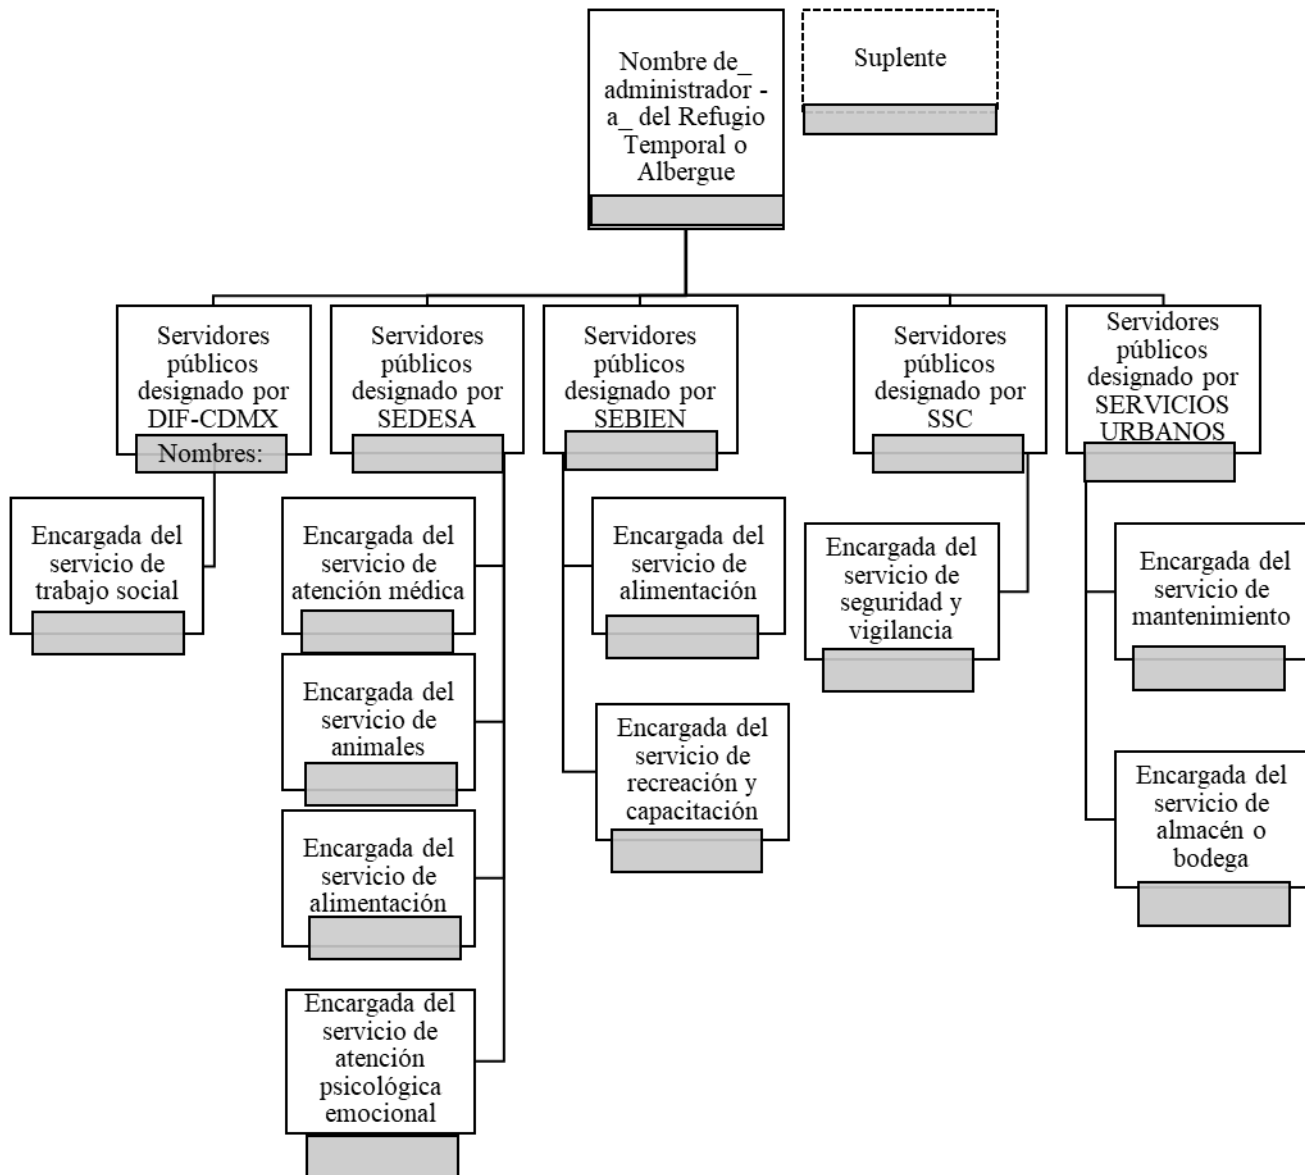 Nombre de_
administrador -
a_ del Refugio
Temporal o
Albergue
Suplente
Servidores
públicos
designado por
DIF-CDMX
Nombres:
Servidores
públicos
designado por
SEDESA
Servidores
públicos
designado por
SEBIEN
Servidores
públicos
designado por
SSC
Servidores
públicos
designado por
SERVICIOS
URBANOS
Encargada del
servicio de
trabajo social
Encargada del
servicio de
atención médica
Encargada del
servicio de
animales
Encargada del
servicio de
alimentación
Encargada del
servicio de
atención
psicológica
emocional
Encargada del
servicio de
alimentación
Encargada del
servicio de
recreación y
capacitación
Encargada del
servicio de
seguridad y
vigilancia
Encargada del
servicio de
mantenimiento
Encargada del
servicio de
almacén o
bodega